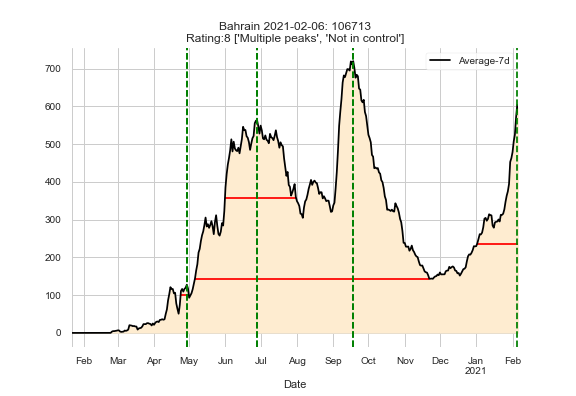 Bahrain 2021-02-06: 106713
Rating:8 ['Multiple peaks', 'Not in control']
Average-7d
700
600
500
400
300
200
100
0
Feb Mar Apr May Jun Jul Aug Sep Oct Nov Dec Jan Feb
2021
Date